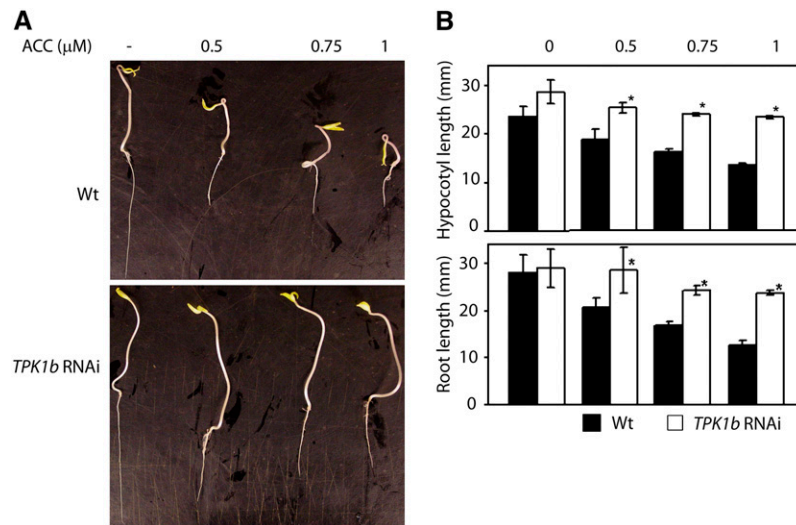 A
ACC (μM) - 0.5 0.75 1
Wt
TPK1b RNAi
B
0 0.5 0.75 1
Hypocotyl length (mm)
30
20
10
0
* * *
Root length (mm)
30
20
10
0
* * *
Wt TPK1b RNAi